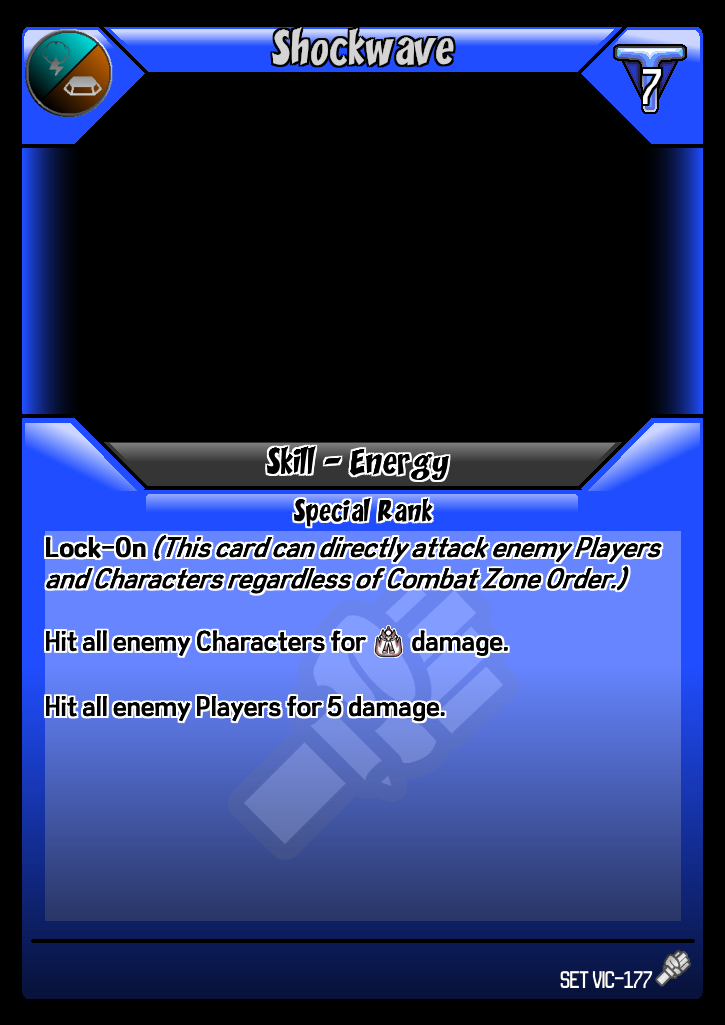 Shockwave
7
Skill - Energy
Special Rank
Lock-On (This card can directly attack enemy Players
and Characters regardless of Combat Zone Order.)
Hit all enemy Characters for damage.
Hit all enemy Players for 5 damage.
SET VIC-177